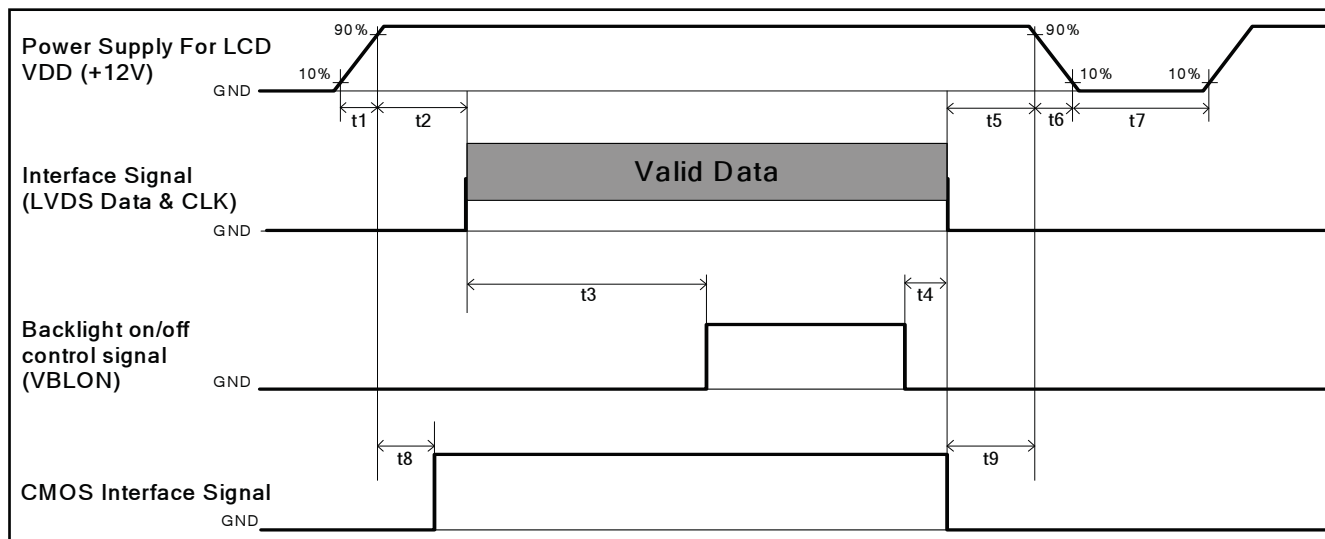 Power Supply For LCD
VDD (+12V)
90%
10%
GND
90%
10%
10%
t1
t2
t5
t6
t7
Interface Signal
(LVDS Data & CLK)
GND
Valid Data
t3
t4
Backlight on/off
control signal
(VBLON)
GND
t8
t9
CMOS Interface Signal
GND